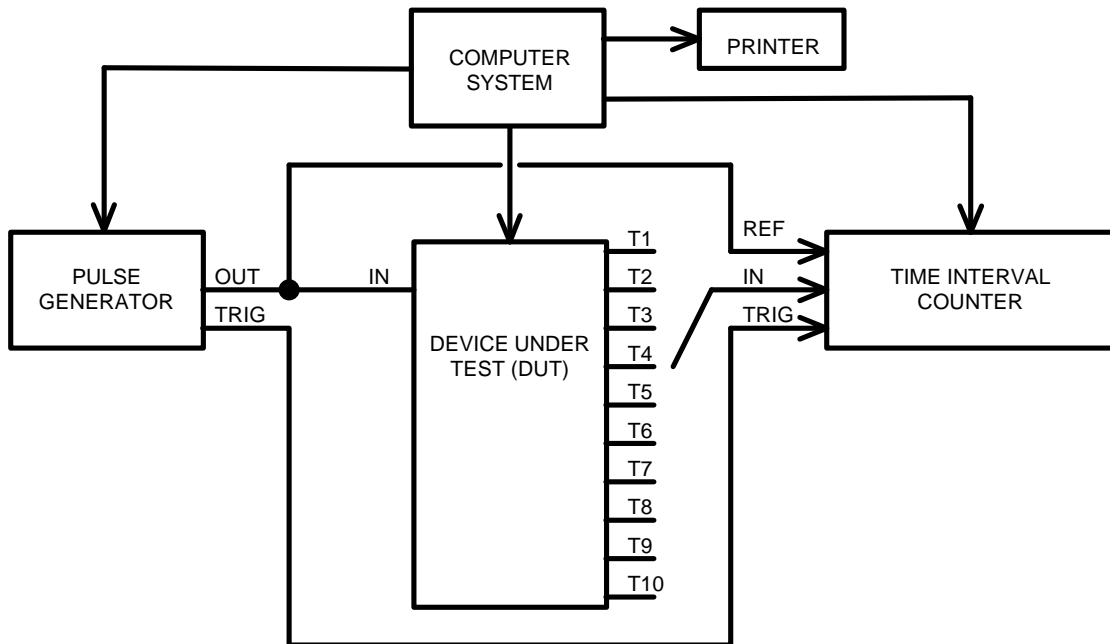 COMPUTER
SYSTEM
PRINTER
PULSE
GENERATOR
OUT
TRIG
IN
DEVICE UNDER
TEST (DUT)
T1
T2
T3
T4
T5
T6
T7
T8
T9
T10
REF
IN
TRIG
TIME INTERVAL
COUNTER